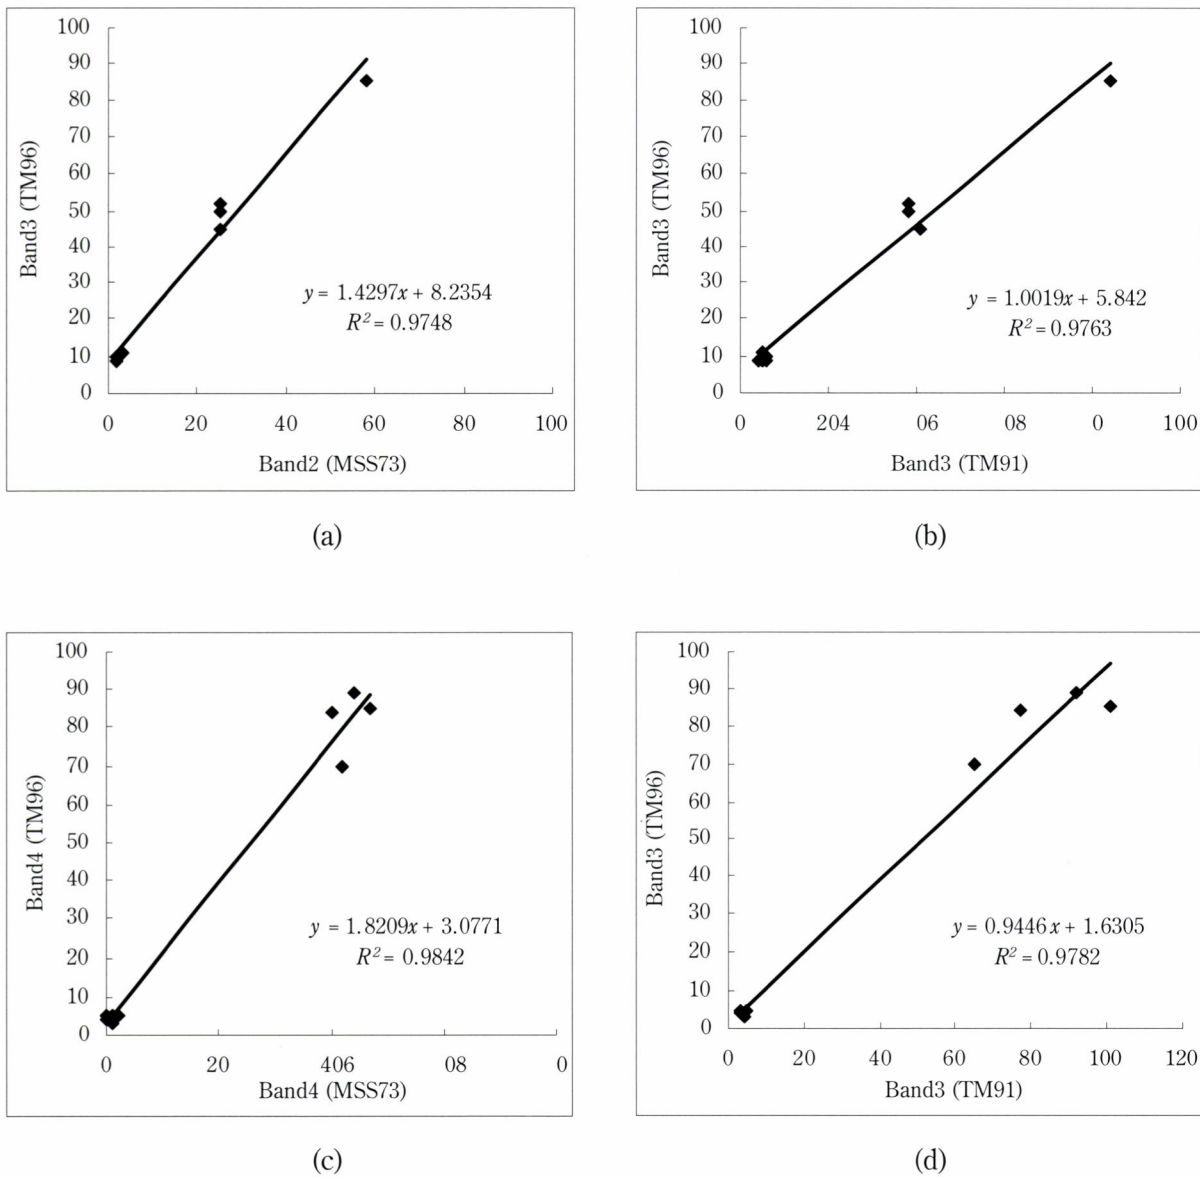 100
90
80
70
60
50
40
30
20
10
0
Band3 (TM96)
y = 1.4297x + 8.2354
R² = 0.9748
0 20 40 60 80 100
Band2 (MSS73)
(a)
100
90
80
70
60
50
40
30
20
10
0
Band3 (TM96)
y = 1.0019x + 5.842
R² = 0.9763
0 204 06 08 0 100
Band3 (TM91)
(b)
100
90
80
70
60
50
40
30
20
10
0
Band4 (TM96)
y = 1.8209x + 3.0771
R² = 0.9842
0 20 406 08 0
Band4 (MSS73)
(c)
100
90
80
70
60
50
40
30
20
10
0
Band3 (TM96)
y = 0.9446x + 1.6305
R² = 0.9782
0 20 40 60 80 100 120
Band3 (TM91)
(d)